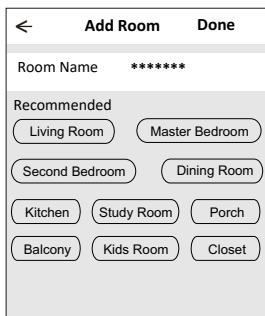 Add Room Done
Room Name *******
Recommended
Living Room Master Bedroom
Second Bedroom Dining Room
Kitchen Study Room Porch
Balcony Kids Room Closet